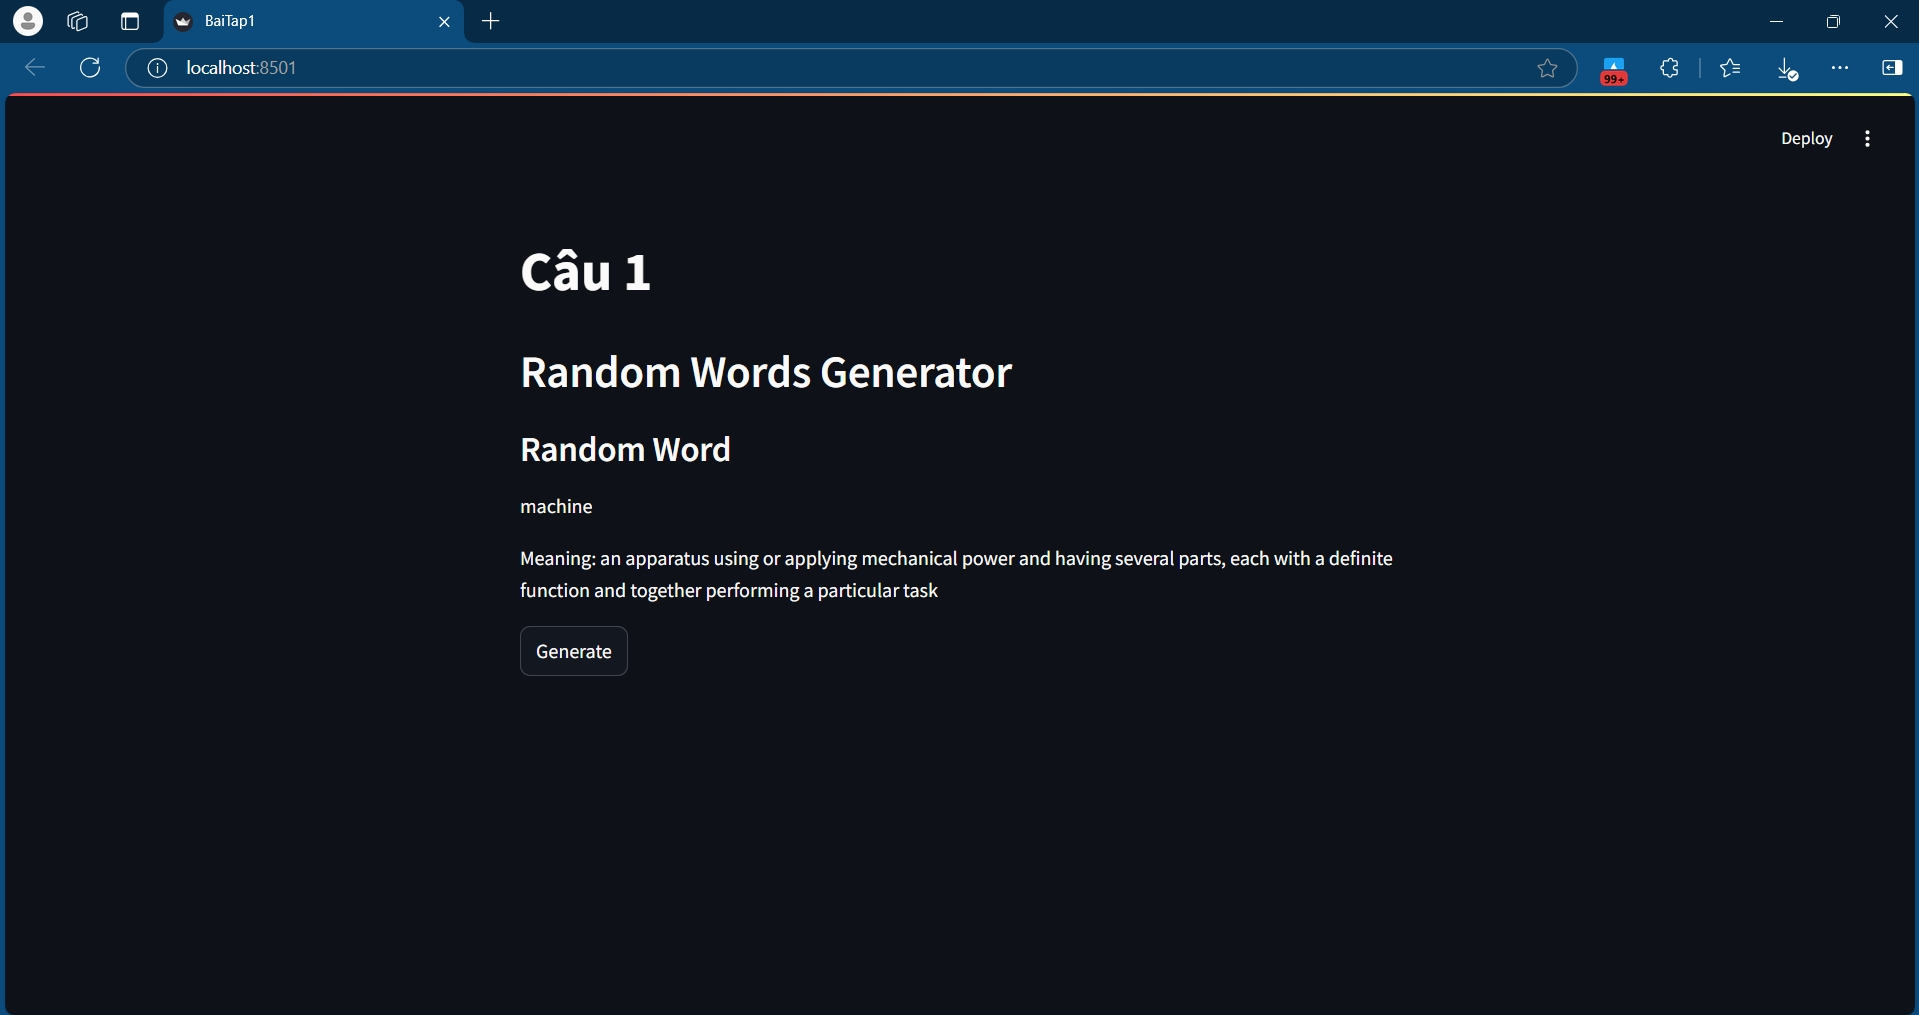 BaiTap1
localhost:8501
99+
Deploy
Câu 1
Random Words Generator
Random Word
machine
Meaning: an apparatus using or applying mechanical power and having several parts, each with a definite
function and together performing a particular task
Generate